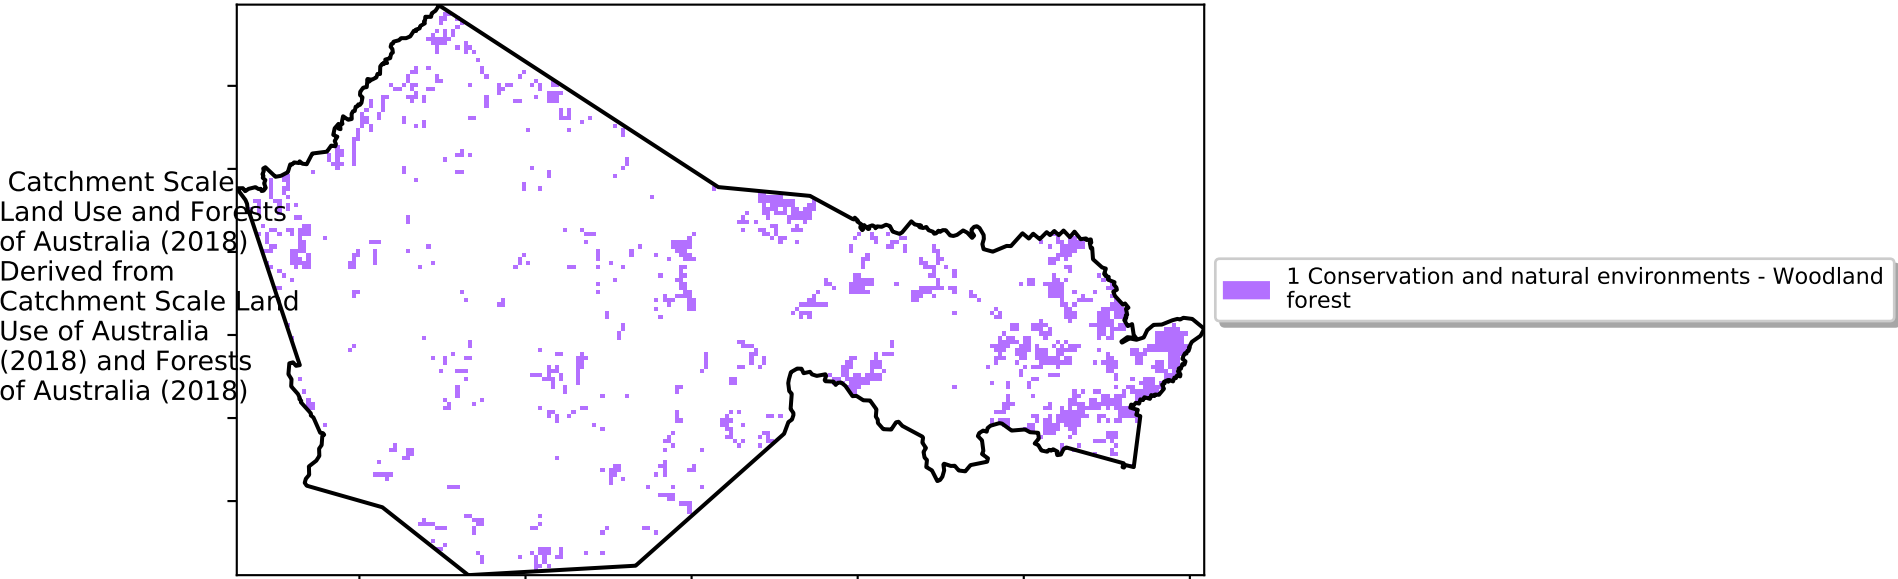 Catchment Scale
Land Use and Forests
of Australia (2018)
Derived from
Catchment Scale Land
Use of Australia
(2018) and Forests
of Australia (2018)
1 Conservation and natural environments - Woodland
forest